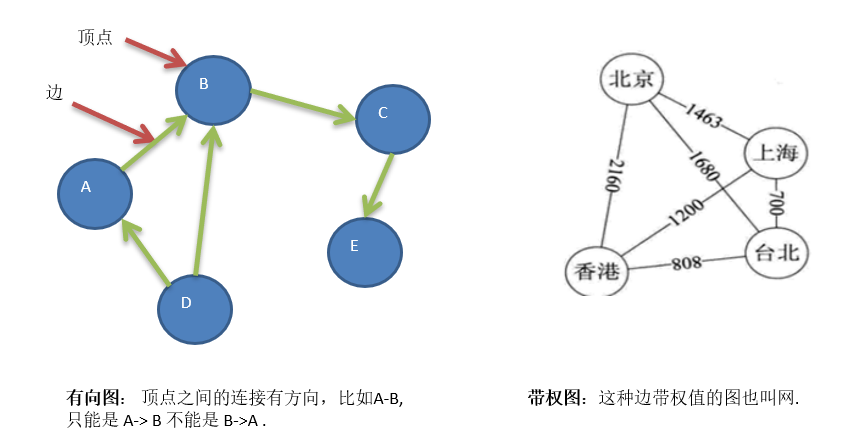 顶点
边
B
C
A
E
D
有向图： 顶点之间的连接有方向，比如A-B,
只能是 A-> B 不能是 B->A .
北京
1463
上海
1680
2160
700
1200
台北
808
香港
带权图：这种边带权值的图也叫网.